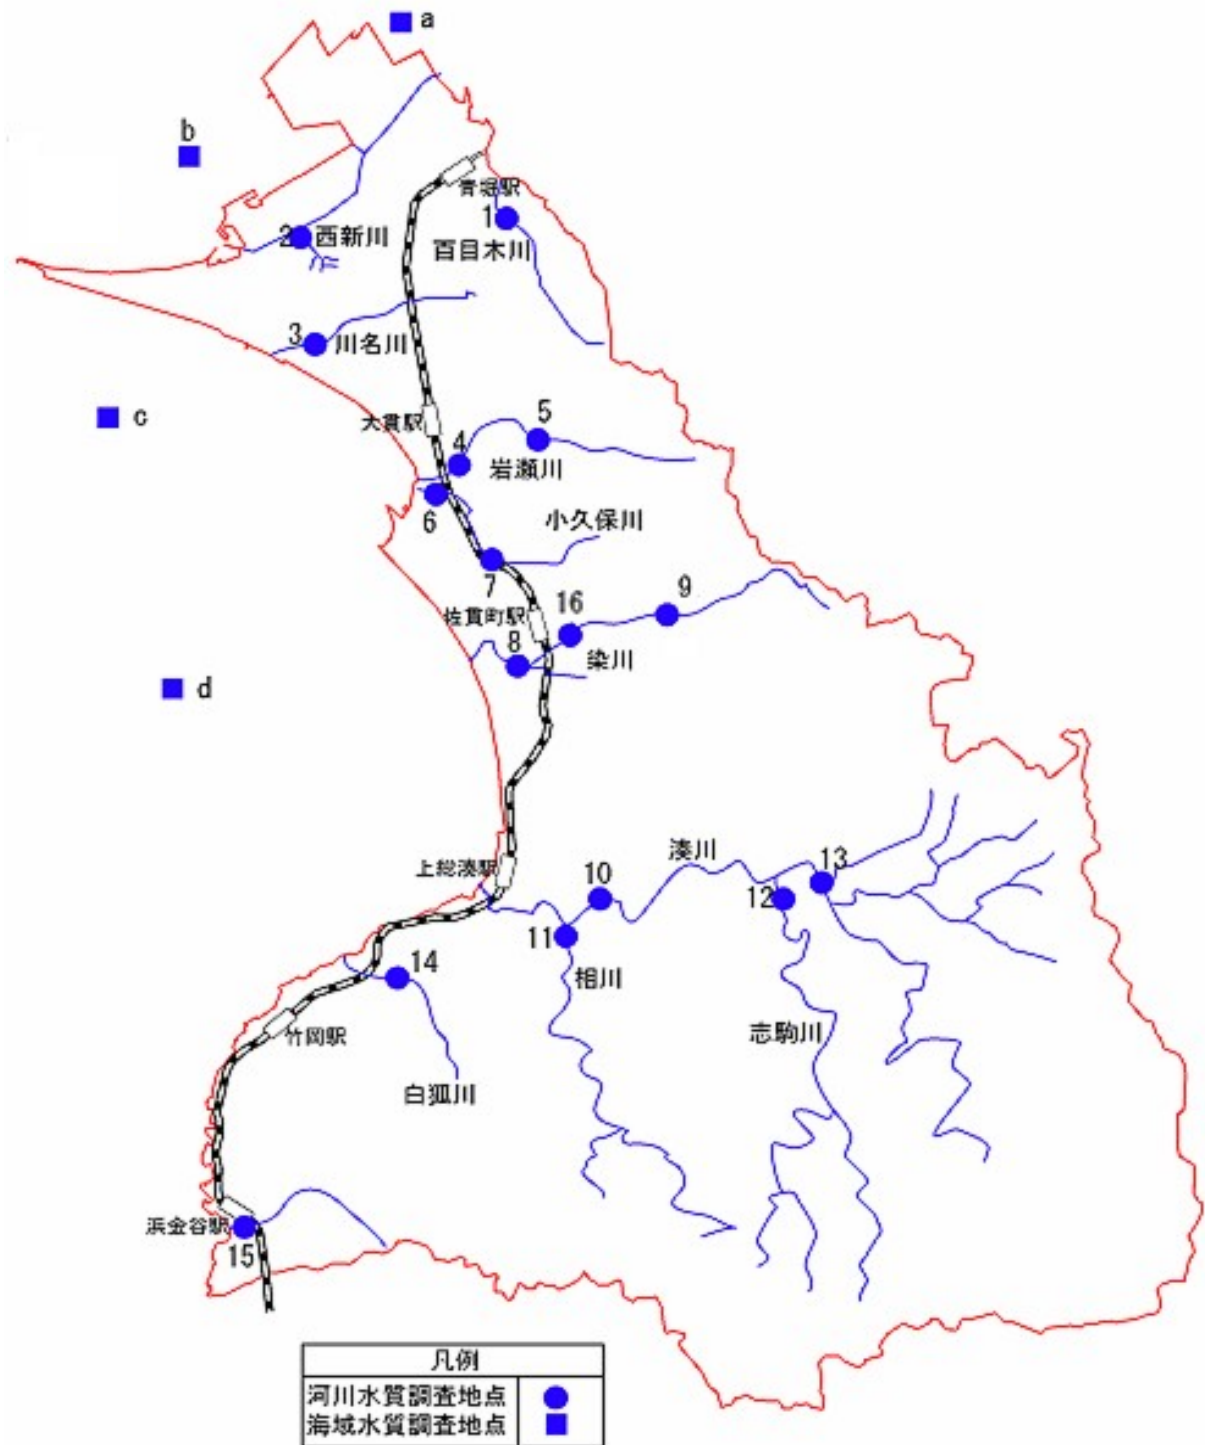 a
b
青堀駅
1
百目木川
2
西新川
3
川名川
c
大貫駅
4
5
岩瀬川
6
小久保川
7
佐貫町駅
16
9
8
染川
d
上総湊駅
湊川
10
13
12
11
相川
14
志駒川
竹岡駅
白狐川
浜金谷駅
15
凡例
河川水質調査地点
海域水質調査地点